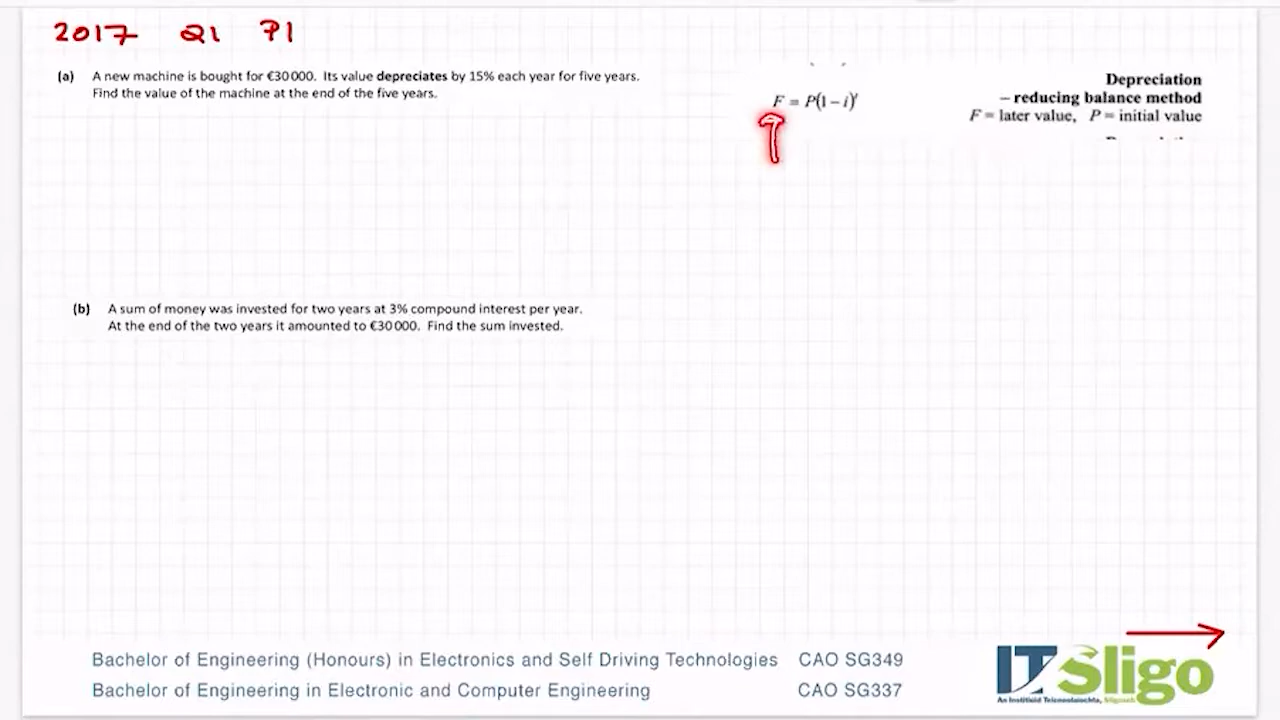 2017 Q1 P1
(a) A new machine is bought for €30 000. Its value depreciates by 15% each year for five years.
Find the value of the machine at the end of the five years.
F = P(1 – i)ᵗ
Depreciation
– reducing balance method
F = later value, P = initial value
(b) A sum of money was invested for two years at 3% compound interest per year.
At the end of the two years it amounted to €30 000. Find the sum invested.
Bachelor of Engineering (Honours) in Electronics and Self Driving Technologies CAO SG349
Bachelor of Engineering in Electronic and Computer Engineering CAO SG337
IT Sligo
An Institiúid Teicneolaíochta, Sligeach